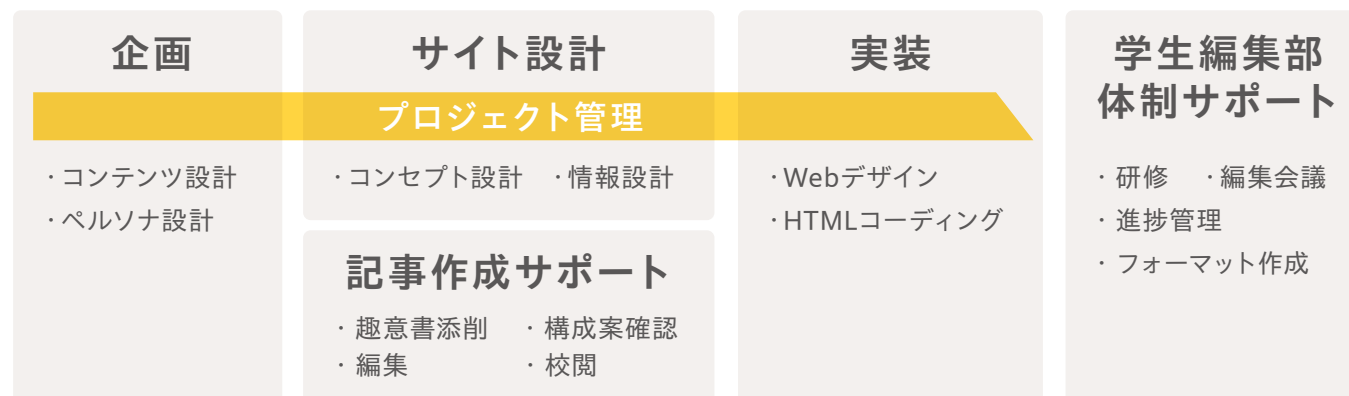 企画
プロジェクト管理
・コンテンツ設計
・ペルソナ設計
サイト設計
・コンセプト設計 ・情報設計
記事作成サポート
・趣意書添削 ・構成案確認
・編集 ・校閲
実装
・Webデザイン
・HTMLコーディング
学生編集部
体制サポート
・研修 ・編集会議
・進捗管理
・フォーマット作成